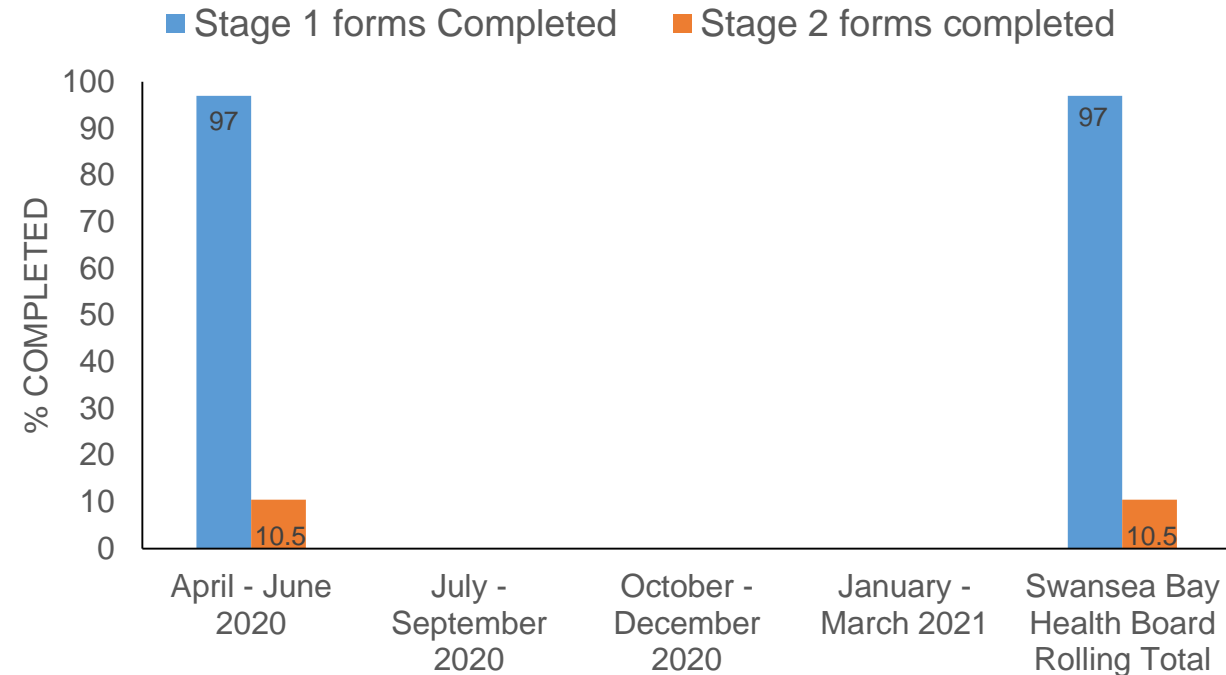 Stage 1 forms Completed
Stage 2 forms completed
% COMPLETED
100
90
80
70
60
50
40
30
20
10
0
97
10.5
97
10.5
April - June
2020
July -
September
2020
October -
December
2020
January -
March 2021
Swansea Bay
Health Board
Rolling Total